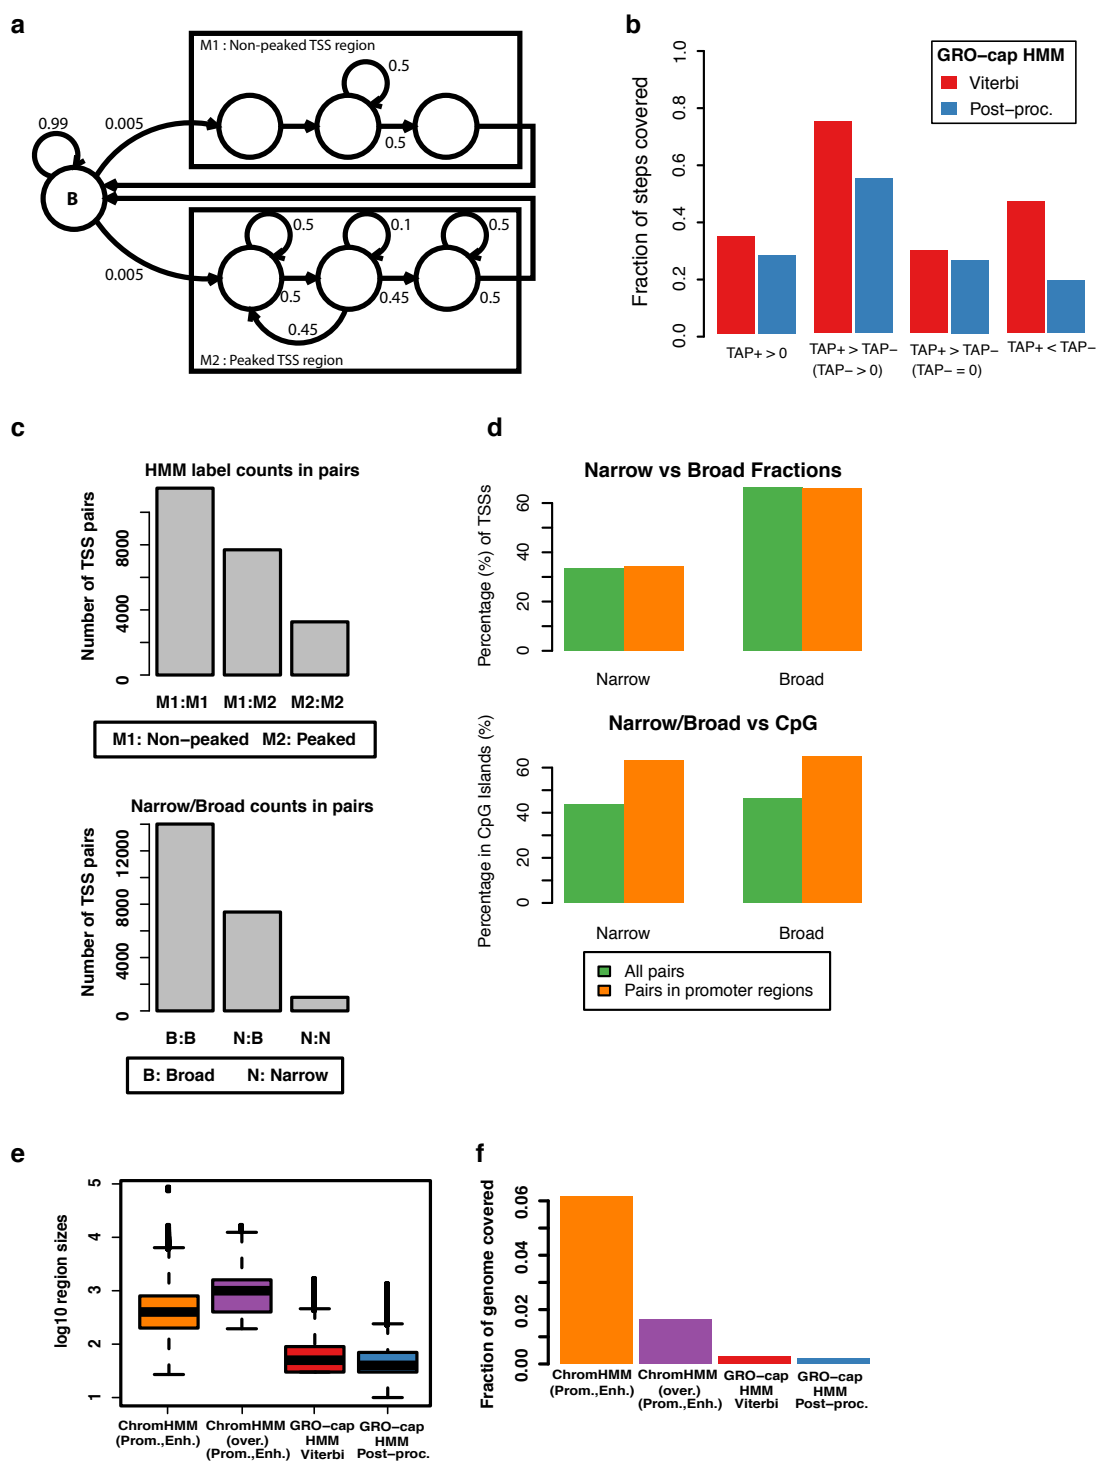 a
M1 : Non-peaked TSS region
0.5
0.99
0.005
0.5
B
0.5
0.1
0.5
0.005
0.5
0.45
0.5
0.45
M2 : Peaked TSS region
b
Fraction of steps covered
0.0
0.2
0.4
0.6
0.8
1.0
GRO−cap HMM
Viterbi
Post−proc.
TAP+ > 0
TAP+ > TAP−
(TAP− > 0)
TAP+ > TAP−
(TAP− = 0)
TAP+ < TAP−
c
HMM label counts in pairs
Number of TSS pairs
0
4000
8000
M1:M1
M1:M2
M2:M2
M1: Non−peaked M2: Peaked
Narrow/Broad counts in pairs
Number of TSS pairs
0
4000
8000
12000
B:B
N:B
N:N
B: Broad N: Narrow
d
Narrow vs Broad Fractions
Percentage (%) of TSSs
0
20
40
60
Narrow
Broad
Narrow/Broad vs CpG
Percentage in CpG Islands (%)
0
20
40
60
Narrow
Broad
All pairs
Pairs in promoter regions
e
log10 region sizes
1
2
3
4
5
ChromHMM
(Prom.,Enh.)
ChromHMM
(over.)
(Prom.,Enh.)
GRO−cap
HMM
Viterbi
GRO−cap
HMM
Post−proc.
f
Fraction of genome covered
0.00
0.02
0.04
0.06
ChromHMM
(Prom.,Enh.)
ChromHMM
(over.)
(Prom.,Enh.)
GRO−cap
HMM
Viterbi
GRO−cap
HMM
Post−proc.